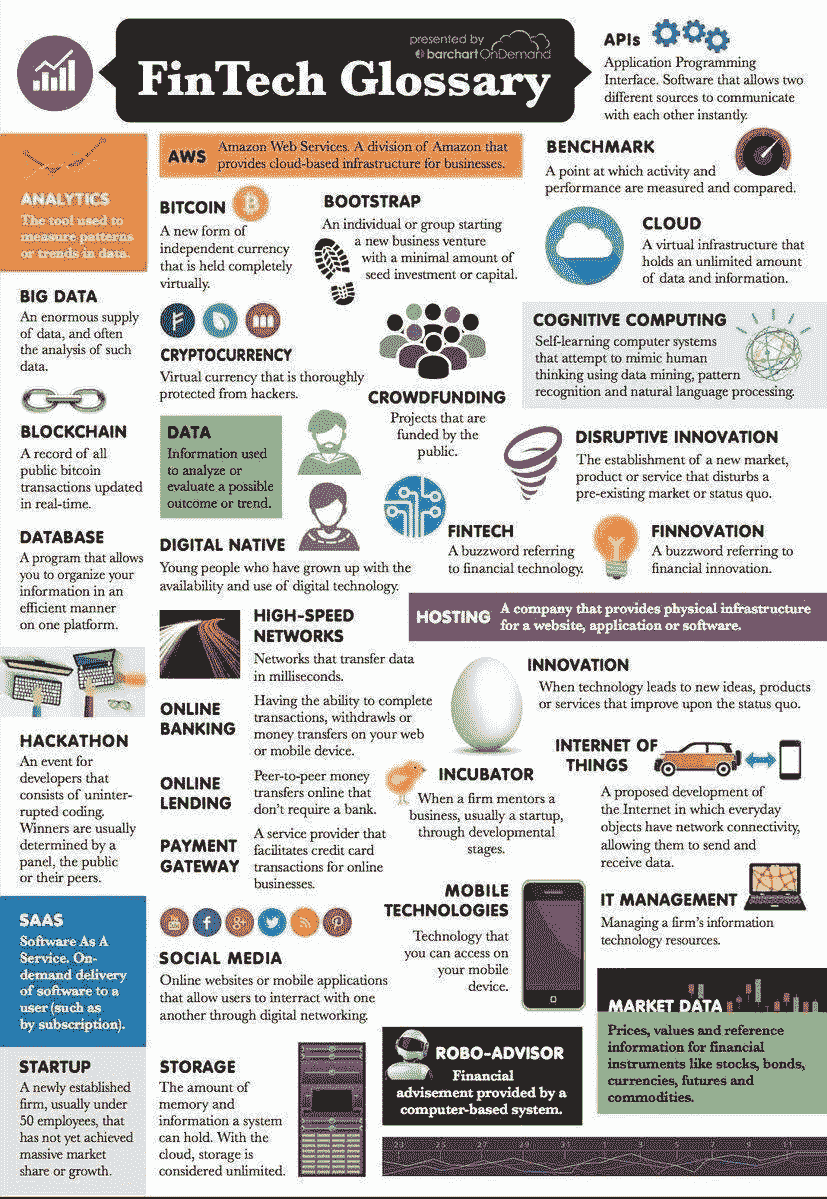 presented by
barchart OnDemand
FinTech Glossary
APIs
Application Programming
Interface. Software that allows two
different sources to communicate
with each other instantly.
ANALYTICS
The tool used to
measure patterns
or trends in data.
AWS
Amazon Web Services. A division of Amazon that
provides cloud-based infrastructure for businesses.
BENCHMARK
A point at which activity and
performance are measured and compared.
BITCOIN
A new form of
independent currency
that is held completely
virtually.
BOOTSTRAP
An individual or group starting
a new business venture
with a minimal amount of
seed investment or capital.
CLOUD
A virtual infrastructure that
holds an unlimited amount
of data and information.
BIG DATA
An enormous supply
of data, and often
the analysis of such
data.
CRYPTOCURRENCY
Virtual currency that is thoroughly
protected from hackers.
CROWDFUNDING
Projects that are
funded by the
public.
COGNITIVE COMPUTING
Self-learning computer systems
that attempt to mimic human
thinking using data mining, pattern
recognition and natural language processing.
BLOCKCHAIN
A record of all
public bitcoin
transactions updated
in real-time.
DATA
Information used
to analyze or
evaluate a possible
outcome or trend.
DISRUPTIVE INNOVATION
The establishment of a new market,
product or service that disturbs a
pre-existing market or status quo.
DATABASE
A program that allows
you to organize your
information in an
efficient manner
on one platform.
DIGITAL NATIVE
Young people who have grown up with the
availability and use of digital technology.
FINTECH
A buzzword referring
to financial technology.
FINNOVATION
A buzzword referring to
financial innovation.
HOSTING
A company that provides physical infrastructure
for a website, application or software.
HIGH-SPEED
NETWORKS
Networks that transfer data
in milliseconds.
INNOVATION
When technology leads to new ideas, products
or services that improve upon the status quo.
ONLINE
BANKING
Having the ability to complete
transactions, withdrawls or
money transfers on your web
or mobile device.
HACKATHON
An event for
developers that
consists of uninter-
rupted coding.
Winners are usually
determined by a
panel, the public
or their peers.
ONLINE
LENDING
Peer-to-peer money
transfers online that
don't require a bank.
INCUBATOR
When a firm mentors a
business, usually a startup,
through developmental
stages.
INTERNET OF
THINGS
A proposed development of
the Internet in which everyday
objects have network connectivity,
allowing them to send and
receive data.
PAYMENT
GATEWAY
A service provider that
facilitates credit card
transactions for online
businesses.
MOBILE
TECHNOLOGIES
Technology that
you can access on
your mobile
device.
IT MANAGEMENT
Managing a firm's information
technology resources.
SAAS
Software As A
Service. On-
demand delivery
of software to a
user (such as
by subscription).
SOCIAL MEDIA
Online websites or mobile applications
that allow users to interract with one
another through digital networking.
MARKET DATA
Prices, values and reference
information for financial
instruments like stocks, bonds,
currencies, futures and
commodities.
STARTUP
A newly established
firm, usually under
50 employees, that
has not yet achieved
massive market
share or growth.
STORAGE
The amount of
memory and
information a system
can hold. With the
cloud, storage is
considered unlimited.
ROBO-ADVISOR
Financial
advisement provided by a
computer-based system.
23 25 27 29 31 1 3 5 7 9 11